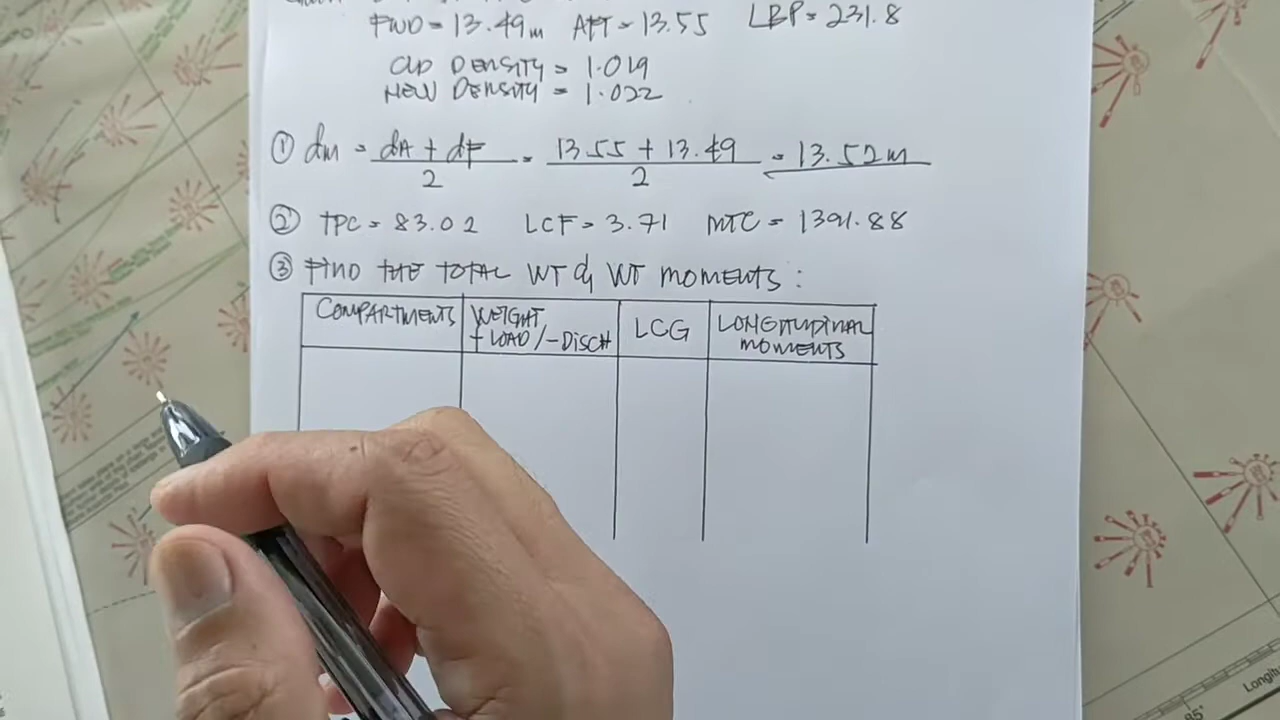 FWD = 13.49m AFT = 13.55 LBP = 231.8
OLD DENSITY = 1.019
NEW DENSITY = 1.022
① dm = dA + dF / 2 = 13.55 + 13.49 / 2 = 13.52m
② TPC = 83.02 LCF = 3.71 MTC = 1391.88
③ FIND THE TOTAL WT & WT MOMENTS :
COMPARTMENTS
WEIGHT
+ LOAD / - DISCH
LCG
LONGITUDINAL
MOMENTS
85°
Longitu